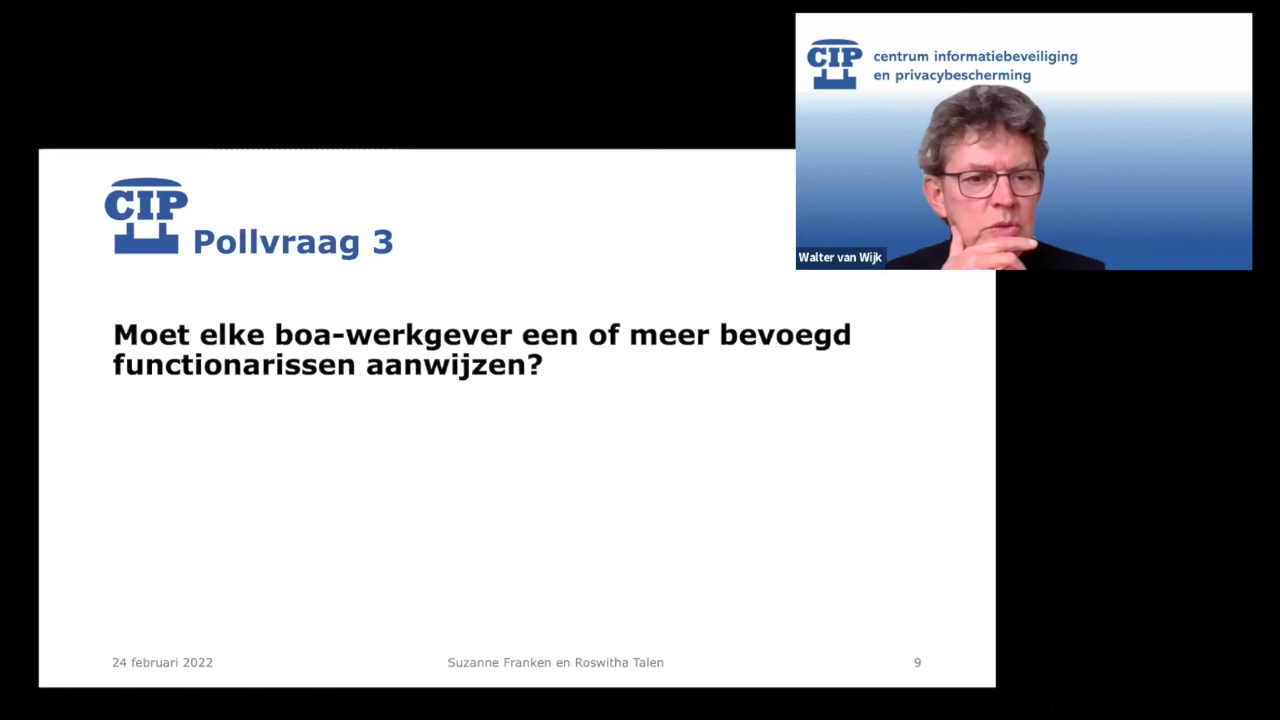 CIP
centrum informatiebeveiliging
en privacybescherming
Walter van Wijk
CIP
Pollvraag 3
Moet elke boa-werkgever een of meer bevoegd
functionarissen aanwijzen?
24 februari 2022
Suzanne Franken en Roswitha Talen
9